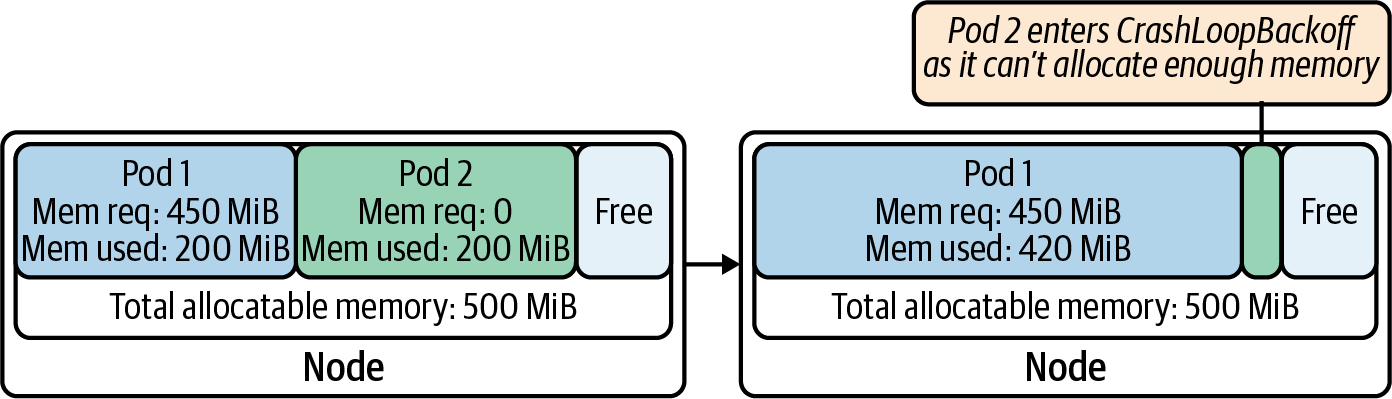 Pod 2 enters CrashLoopBackoff
as it can't allocate enough memory
Pod 1
Mem req: 450 MiB
Mem used: 200 MiB
Pod 2
Mem req: 0
Mem used: 200 MiB
Free
Total allocatable memory: 500 MiB
Node
Pod 1
Mem req: 450 MiB
Mem used: 420 MiB
Free
Total allocatable memory: 500 MiB
Node